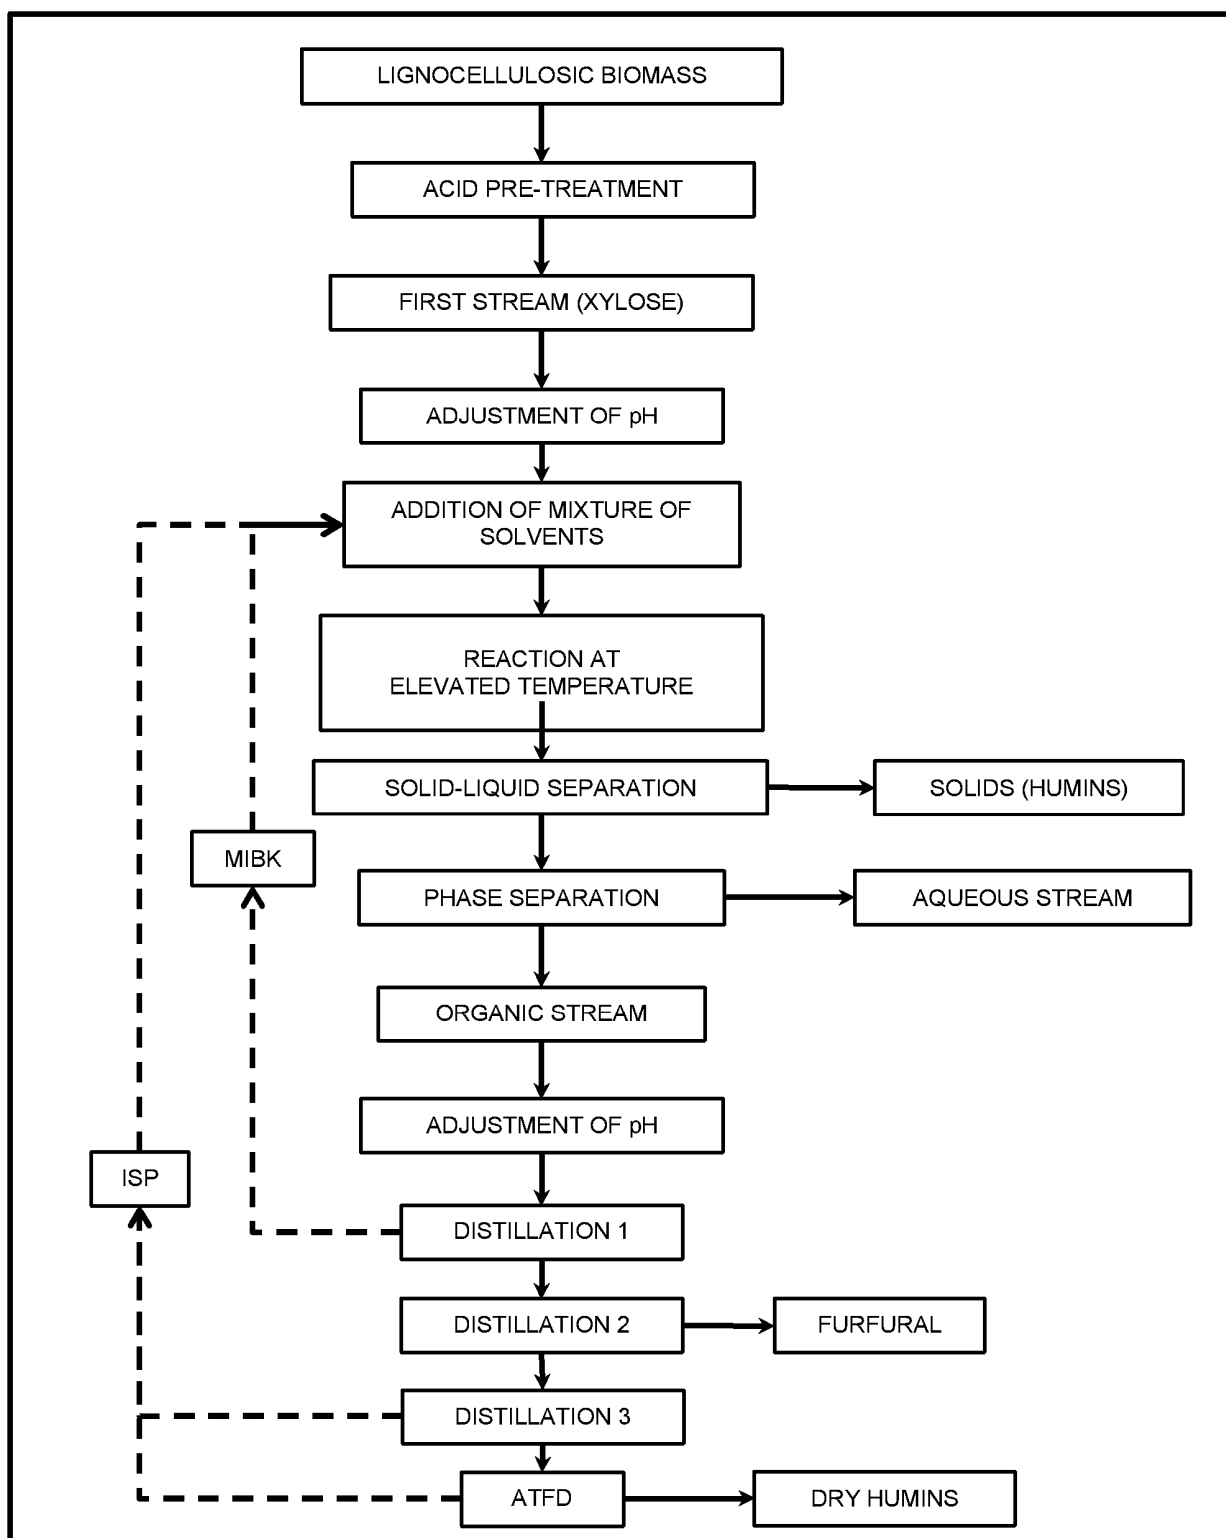 LIGNOCELLULOSIC BIOMASS
ACID PRE-TREATMENT
FIRST STREAM (XYLOSE)
ADJUSTMENT OF pH
ADDITION OF MIXTURE OF
SOLVENTS
REACTION AT
ELEVATED TEMPERATURE
SOLID-LIQUID SEPARATION
SOLIDS (HUMINS)
MIBK
PHASE SEPARATION
AQUEOUS STREAM
ORGANIC STREAM
ADJUSTMENT OF pH
ISP
DISTILLATION 1
DISTILLATION 2
FURFURAL
DISTILLATION 3
ATFD
DRY HUMINS